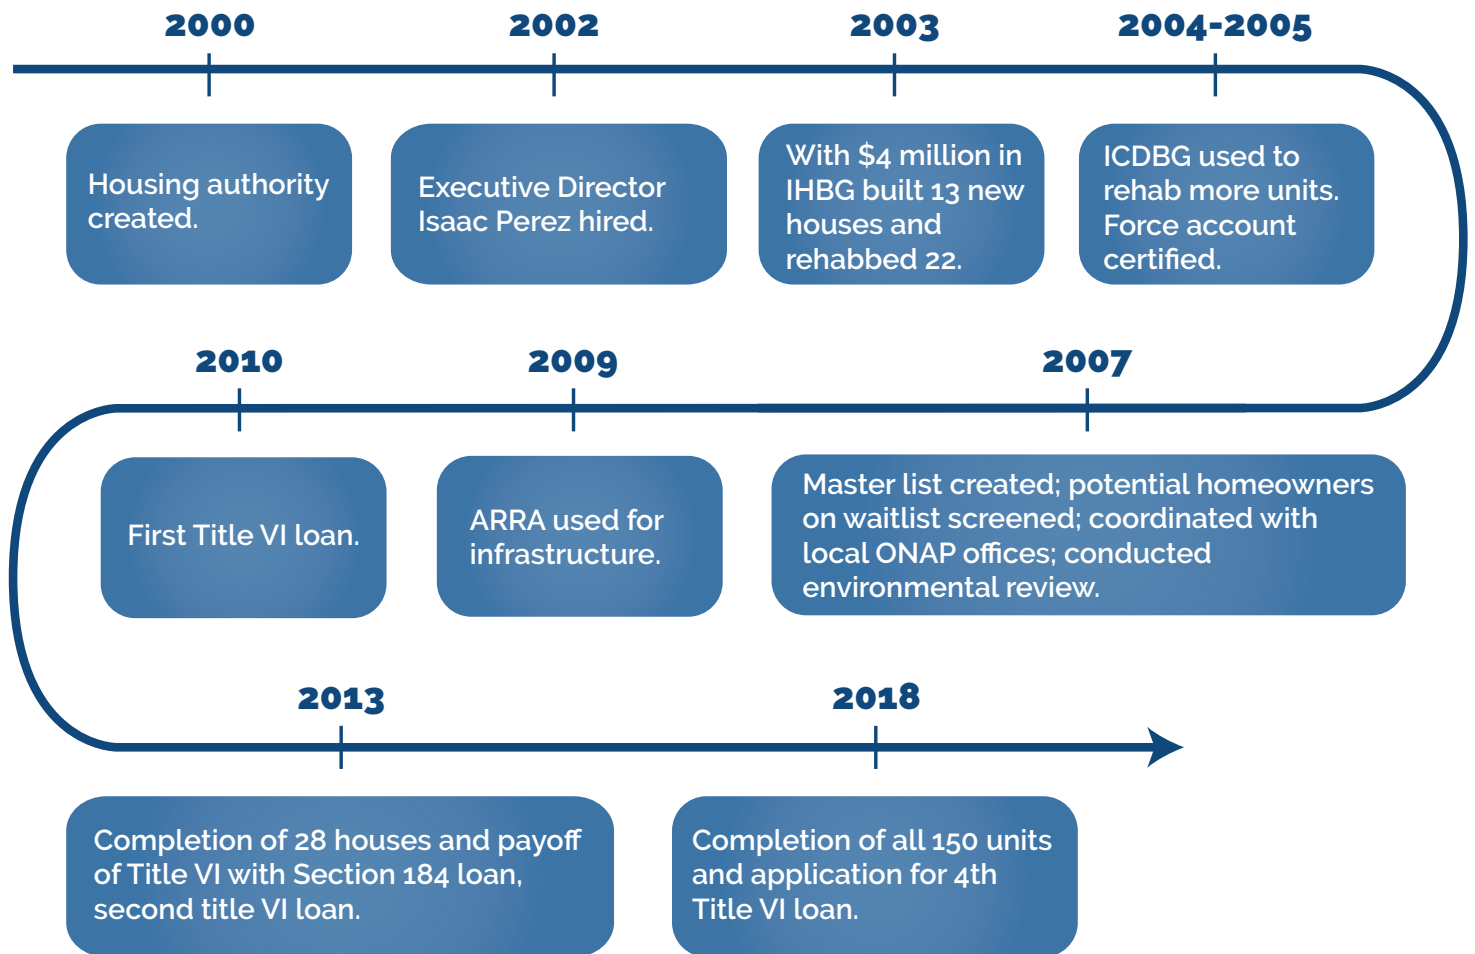 2000
Housing authority
created.
2002
Executive Director
Isaac Perez hired.
2003
With $4 million in
IHBG built 13 new
houses and
rehabbed 22.
2004-2005
ICDBG used to
rehab more units.
Force account
certified.
2007
Master list created; potential homeowners
on waitlist screened; coordinated with
local ONAP offices; conducted
environmental review.
2009
ARRA used for
infrastructure.
2010
First Title VI loan.
2013
Completion of 28 houses and payoff
of Title VI with Section 184 loan,
second title VI loan.
2018
Completion of all 150 units
and application for 4th
Title VI loan.